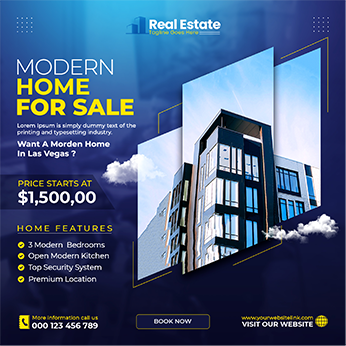 Real Estate
Tagline Goes Here
MODERN
HOME
FOR SALE
Lorem Ipsum is simply dummy text of the
printing and typesetting industry.
Want A Morden Home
In Las Vegas ?
PRICE STARTS AT
$1,500,00
HOME FEATURES
3 Modern Bedrooms
Open Modern Kitchen
Top Security System
Premium Location
More information call us
000 123 456 789
BOOK NOW
www.yourwebsitelink.com
VISIT OUR WEBSITE